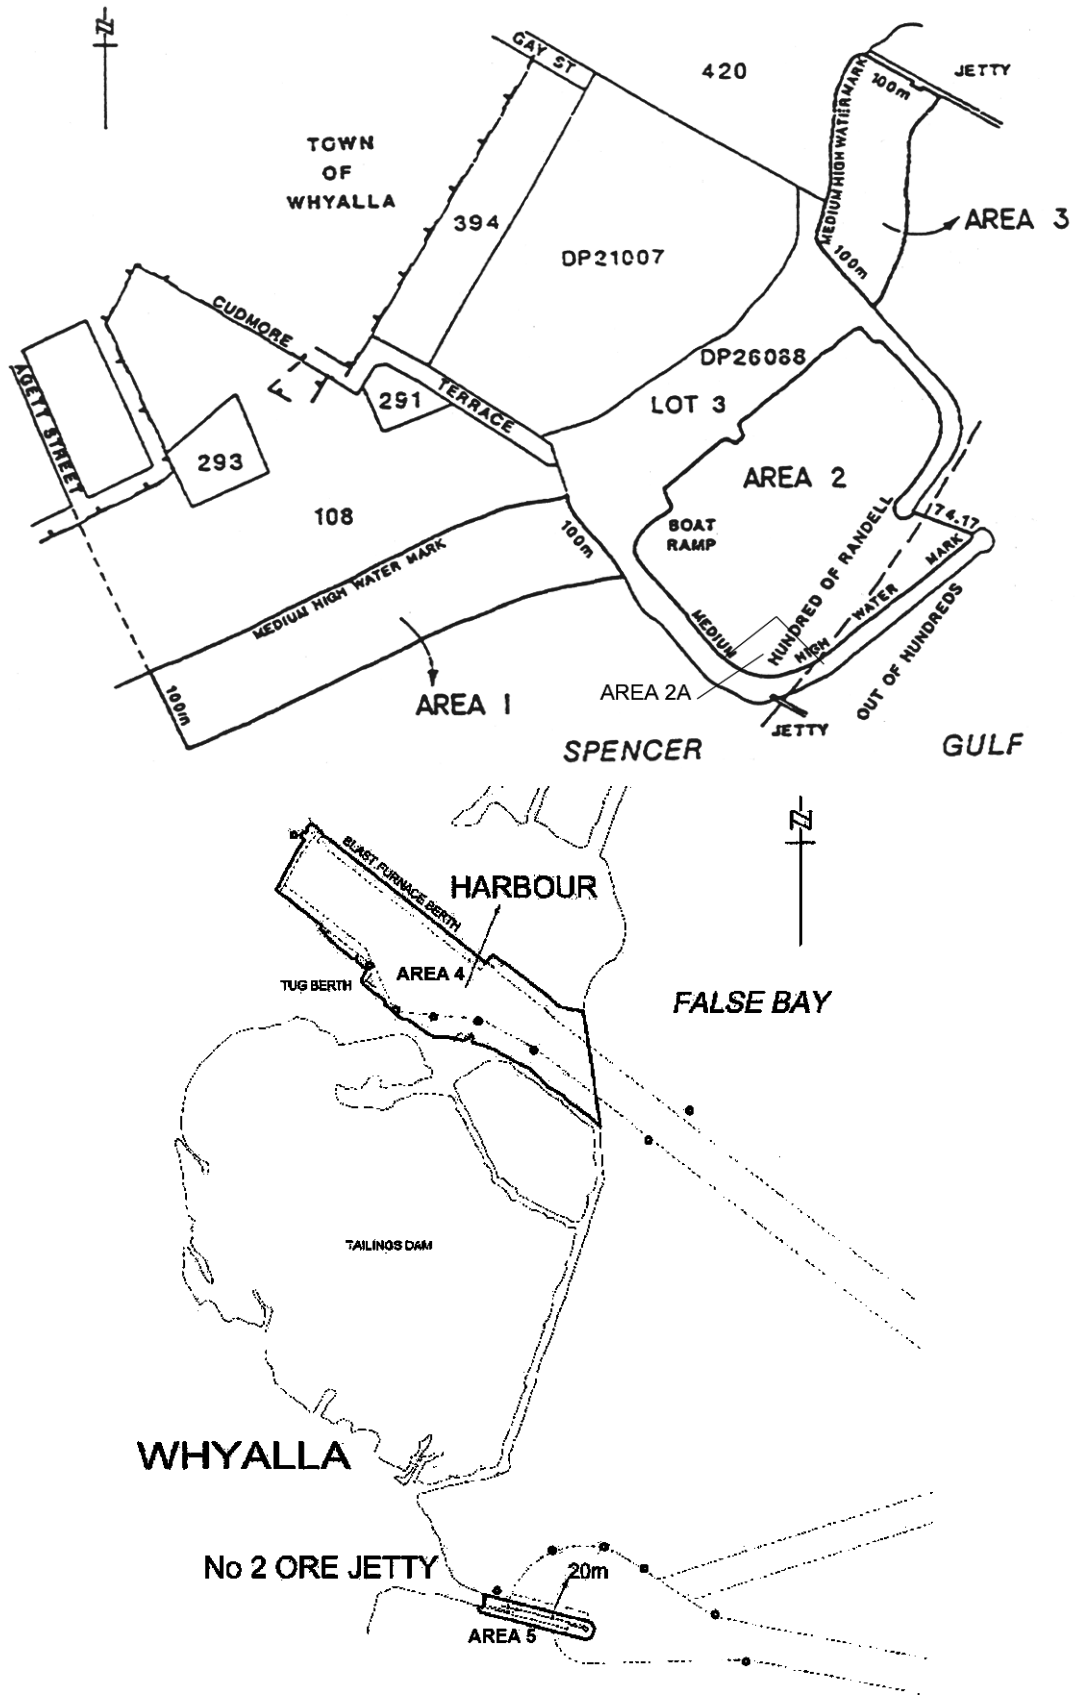 N
GAY ST
420
JETTY
100m
MEDIUM HIGH WATER MARK
TOWN
OF
WHYALLA
394
AREA 3
DP21007
100m
CUDMORE
DP26088
AGETT STREET
291
TERRACE
LOT 3
293
AREA 2
108
100m
BOAT
RAMP
74.17
HUNDRED OF RANDELL
MEDIUM HIGH WATER MARK
MEDIUM HIGH WATER MARK
OUT OF HUNDREDS
100m
AREA 1
AREA 2A
JETTY
SPENCER GULF
N
BLAST FURNACE BERTH
HARBOUR
AREA 4
TUG BERTH
FALSE BAY
TAILINGS DAM
WHYALLA
No 2 ORE JETTY
20m
AREA 5